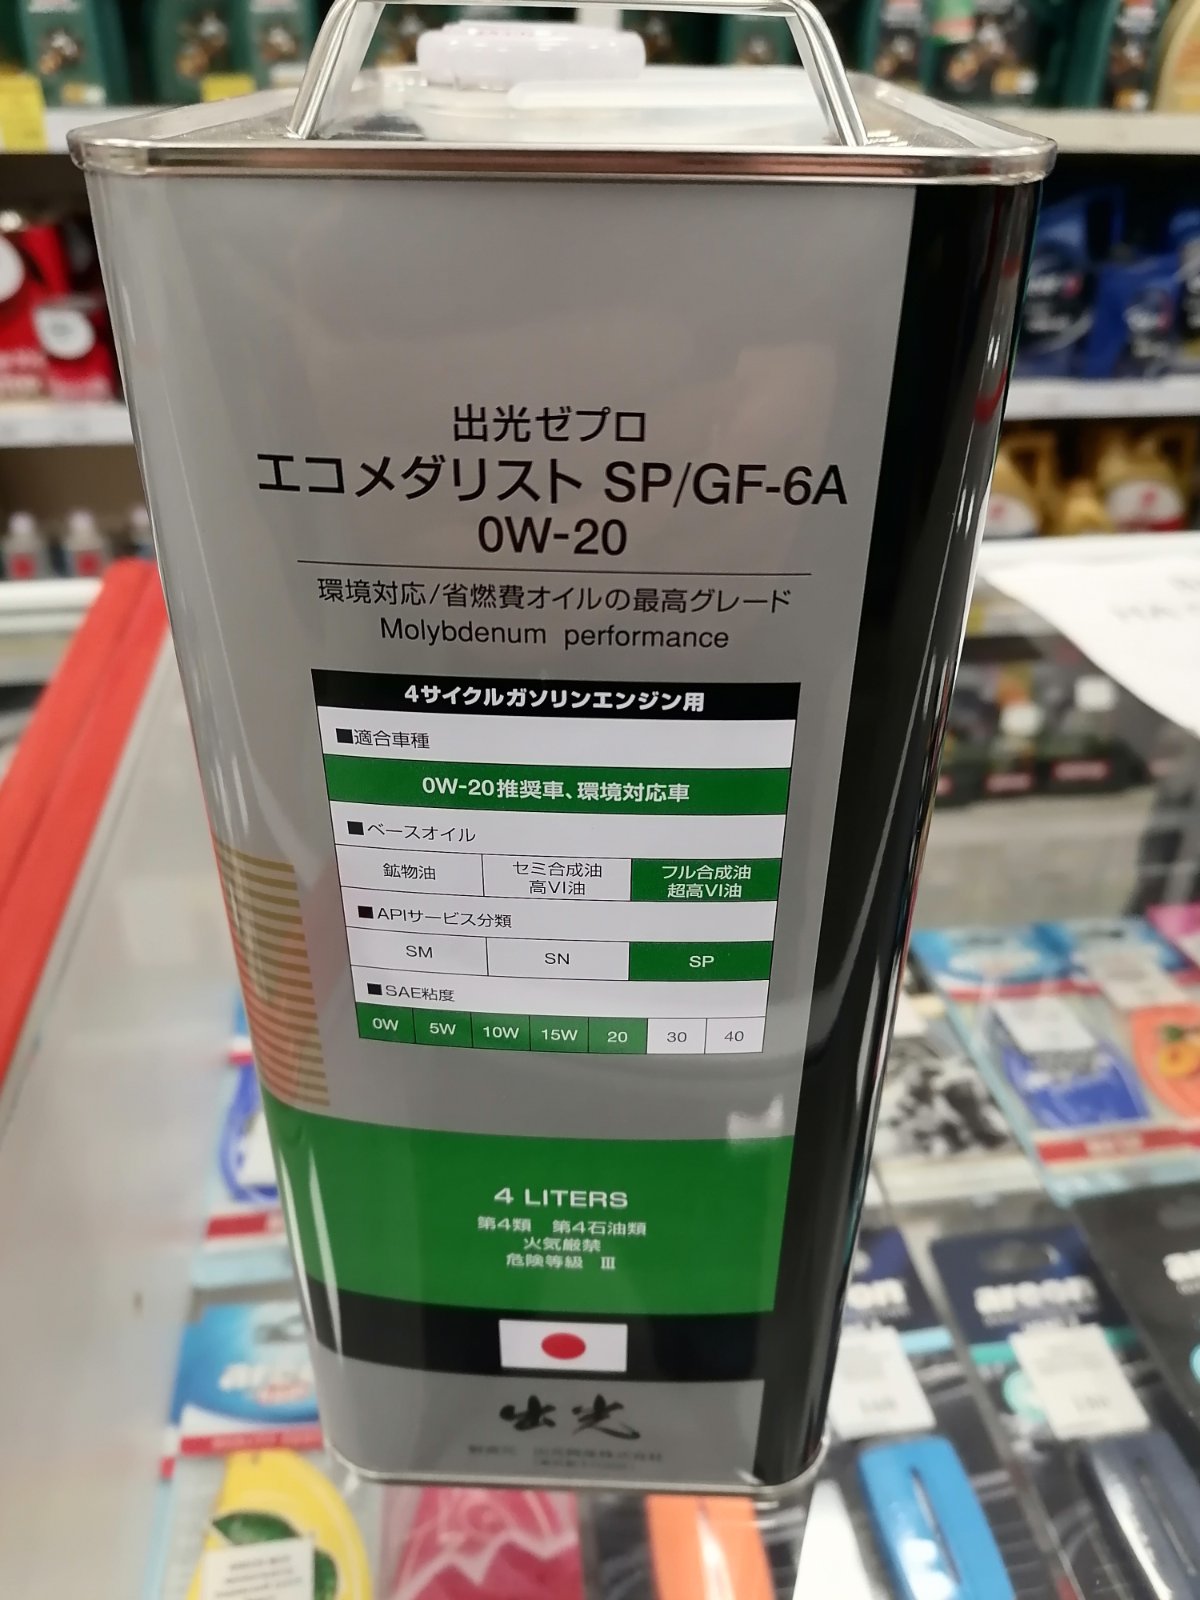 出光ゼプロ
エコメダリスト SP/GF-6A
0W-20
環境対応/省燃費オイルの最高グレード
Molybdenum performance
4サイクルガソリンエンジン用
■適合車種
0W-20推奨車、環境対応車
■ベースオイル
鉱物油 セミ合成油 フル合成油
高VI油 超高VI油
■APIサービス分類
SM SN SP
■SAE粘度
0W 5W 10W 15W 20 30 40
4 LITERS
第4類 第4石油類
火気厳禁
危険等級 Ⅲ
出光
areon